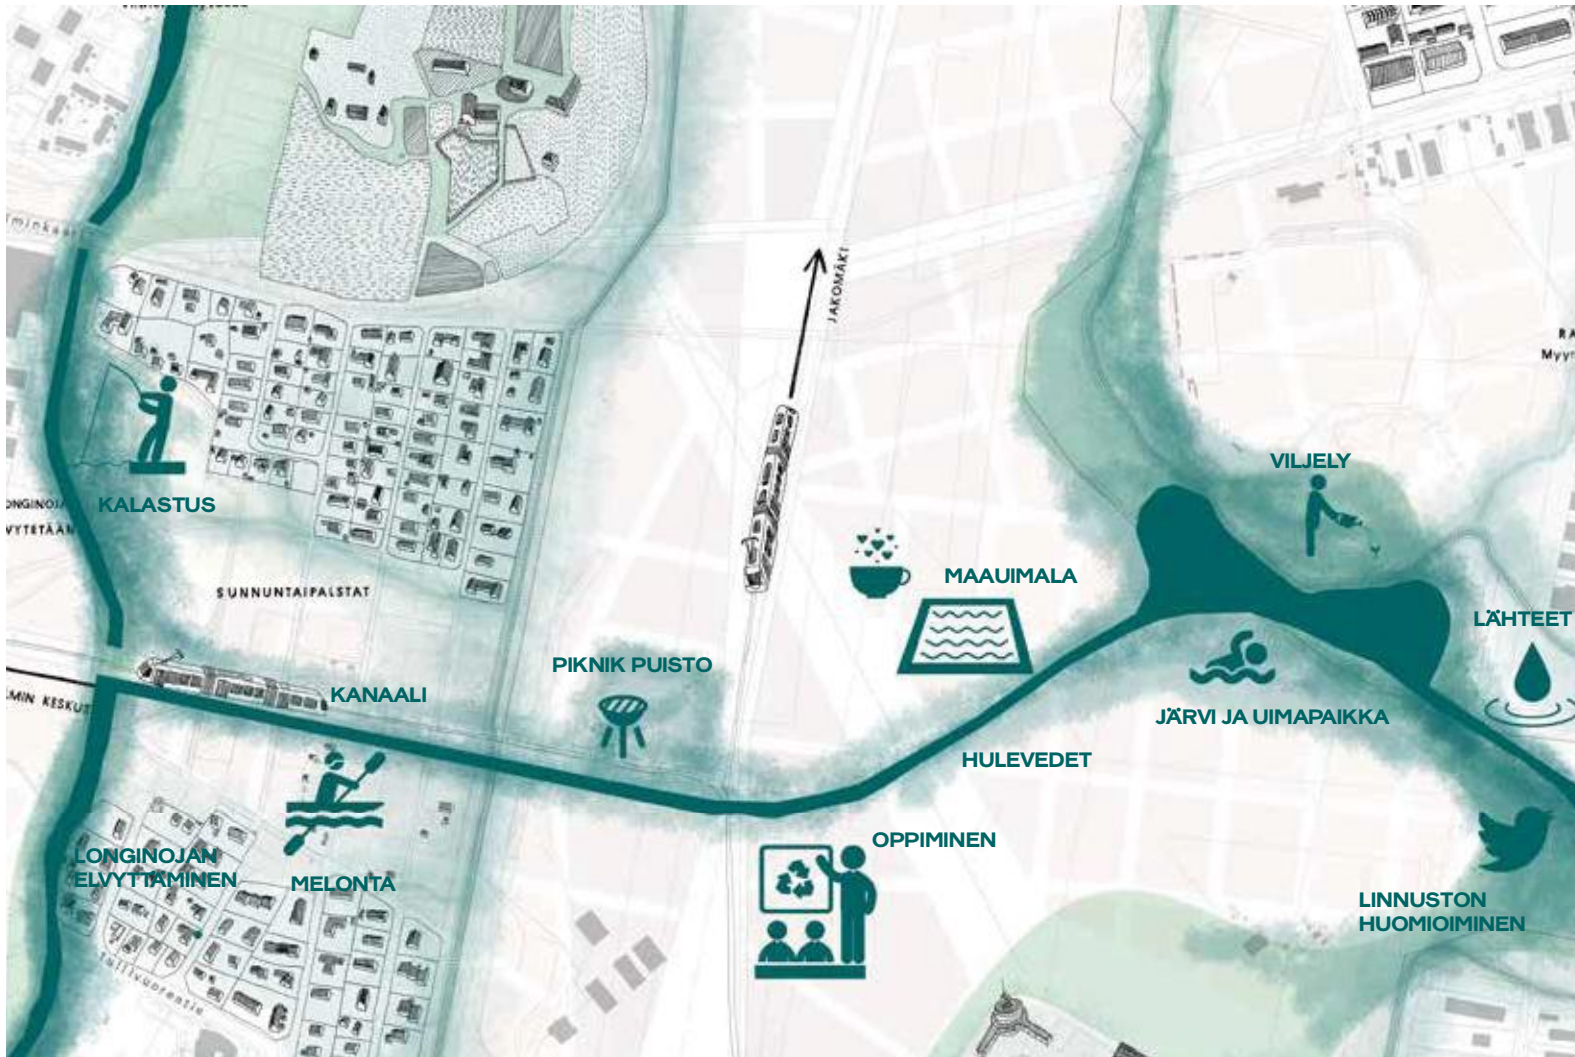 JAKOMÄKI
VILJELY
KALASTUS
MAAUIMALA
SUNNUNTAIPALSTAT
LÄHTEET
PIKNIK PUISTO
KANAALI
JÄRVI JA UIMAPAIKKA
HULEVEDET
OPPIMINEN
LONGINOJAN
ELVYTTÄMINEN
MELONTA
LINNUSTON
HUOMIOIMINEN